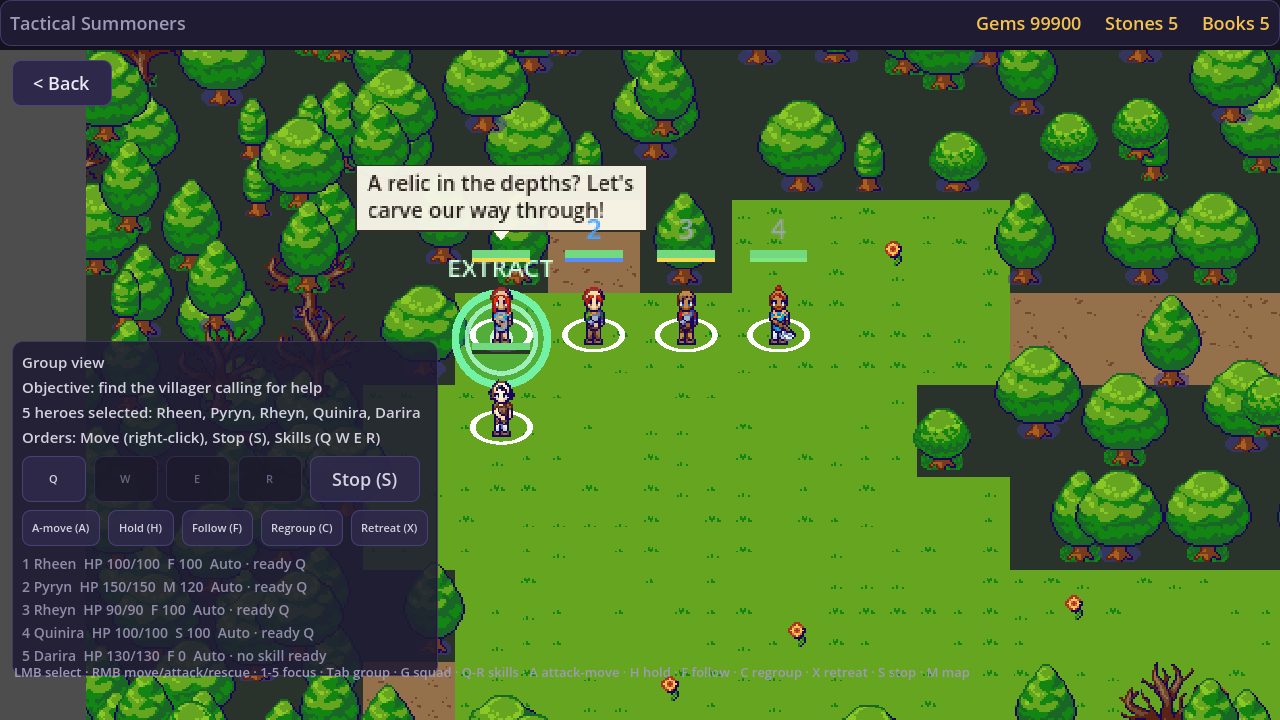 Tactical Summoners
Gems 99900 Stones 5 Books 5
< Back
A relic in the depths? Let's
carve our way through!
2 3 4
EXTRACT
Group view
Objective: find the villager calling for help
5 heroes selected: Rheen, Pyryn, Rheyn, Quinira, Darira
Orders: Move (right-click), Stop (S), Skills (Q W E R)
Q W E R Stop (S)
A-move (A) Hold (H) Follow (F) Regroup (C) Retreat (X)
1 Rheen HP 100/100 F 100 Auto · ready Q
2 Pyryn HP 150/150 M 120 Auto · ready Q
3 Rheyn HP 90/90 F 100 Auto · ready Q
4 Quinira HP 100/100 S 100 Auto · ready Q
5 Darira HP 130/130 F 0 Auto · no skill ready
LMB select · RMB move/attack/rescue · 1-5 focus · Tab group · G squad · Q-R skills · A attack-move · H hold · F follow · C regroup · X retreat · S stop · M map